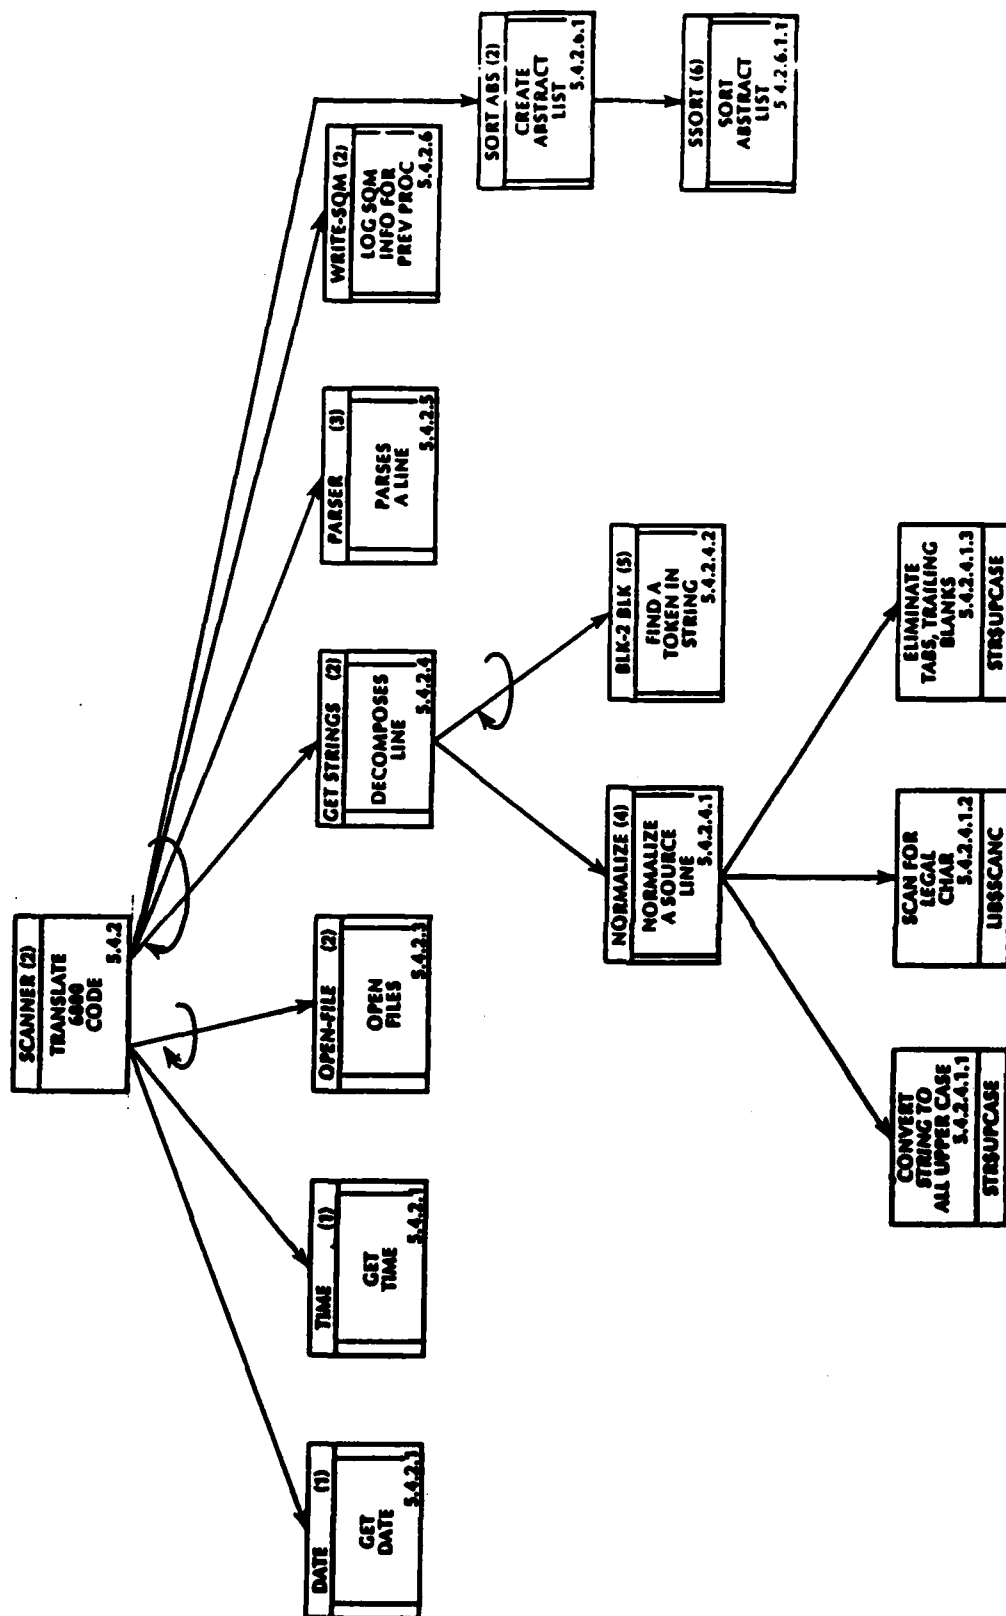 SCANNER (2)
TRANSLATE
6800
CODE
5.4.2
DATE (1)
GET
DATE
5.4.2.1
TIME (1)
GET
TIME
5.4.2.1
OPEN-FILE (2)
OPEN
FILES
5.4.2.3
GET STRINGS (2)
DECOMPOSES
LINE
5.4.2.4
PARSER (3)
PARSES
A LINE
5.4.2.5
WRITE-SQM (2)
LOG SQM
INFO FOR
PREV PROC
5.4.2.6
SORT ABS (2)
CREATE
ABSTRACT
LIST
5.4.2.6.1
SSORT (6)
SORT
ABSTRACT
LIST
5 4.2.6.1.1
NORMALIZE (4)
NORMALIZE
A SOURCE
LINE
5.4.2.4.1
BLK-2 BLK (5)
FIND A
TOKEN IN
STRING
5.4.2.4.2
CONVERT
STRING TO
ALL UPPER CASE
5.4.2.4.1.1
STR$UPCASE
SCAN FOR
LEGAL
CHAR
5.4.2.4.1.2
LIB$SCANC
ELIMINATE
TABS, TRAILING
BLANKS
5.4.2.4.1.3
STR$UPCASE